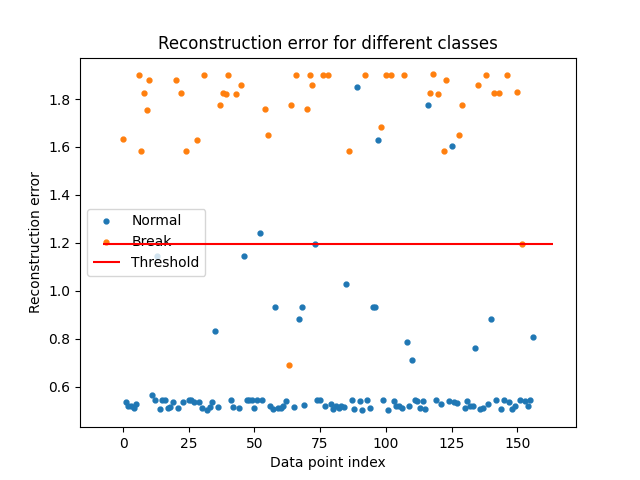 Reconstruction error for different classes
Reconstruction error
1.8
1.6
1.4
1.2
1.0
0.8
0.6
Normal
Break
Threshold
0 25 50 75 100 125 150
Data point index